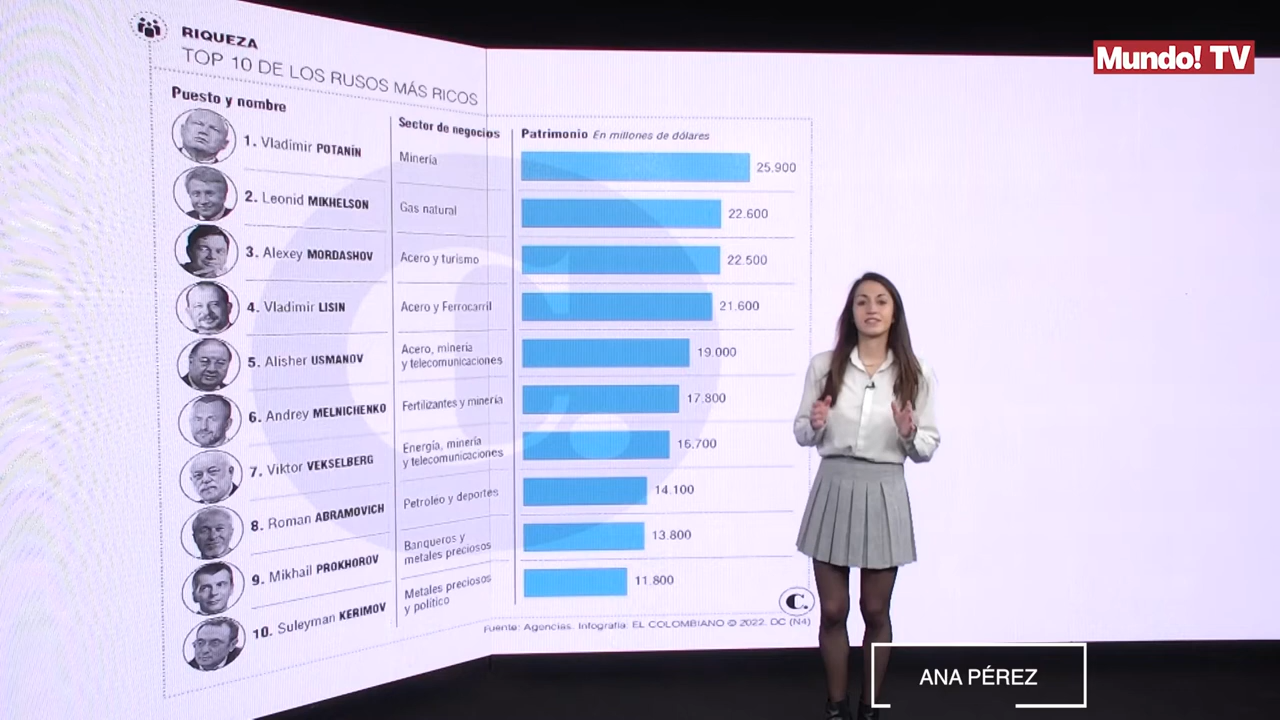 Mundo! TV
RIQUEZA
TOP 10 DE LOS RUSOS MÁS RICOS
Puesto y nombre
Sector de negocios
Patrimonio En millones de dólares
1. Vladimir POTANÍN
Minería
25.900
2. Leonid MIKHELSON
Gas natural
22.600
3. Alexey MORDASHOV
Acero y turismo
22.500
4. Vladimir LISIN
Acero y Ferrocarril
21.600
5. Alisher USMANOV
Acero, minería
y telecomunicaciones
19.000
6. Andrey MELNICHENKO
Fertilizantes y minería
17.800
7. Viktor VEKSELBERG
Energía, minería
y telecomunicaciones
16.700
8. Roman ABRAMOVICH
Petroleo y deportes
14.100
9. Mikhail PROKHOROV
Banqueros y
metales preciosos
13.800
10. Suleyman KERIMOV
Metales preciosos
y político
11.800
C.
Fuente: Agencias. Infografía: EL COLOMBIANO © 2022. DC (N4)
ANA PÉREZ